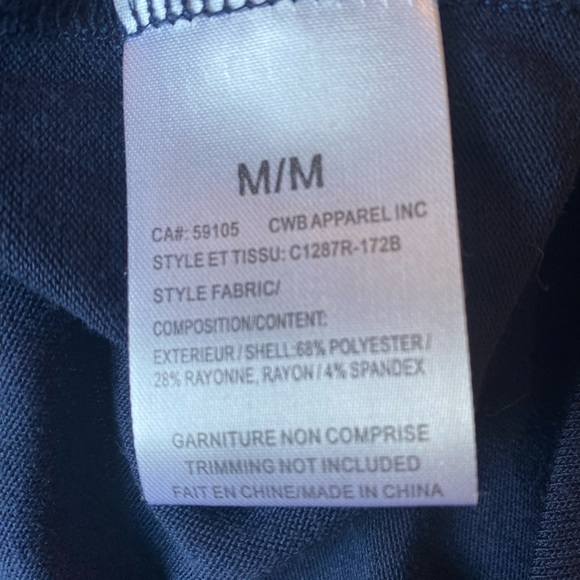 M/M
CA#: 59105 CWB APPAREL INC
STYLE ET TISSU: C1287R-172B
STYLE FABRIC/
COMPOSITION/CONTENT:
EXTERIEUR / SHELL:68% POLYESTER /
28% RAYONNE, RAYON / 4% SPANDEX
GARNITURE NON COMPRISE
TRIMMING NOT INCLUDED
FAIT EN CHINE/MADE IN CHINA